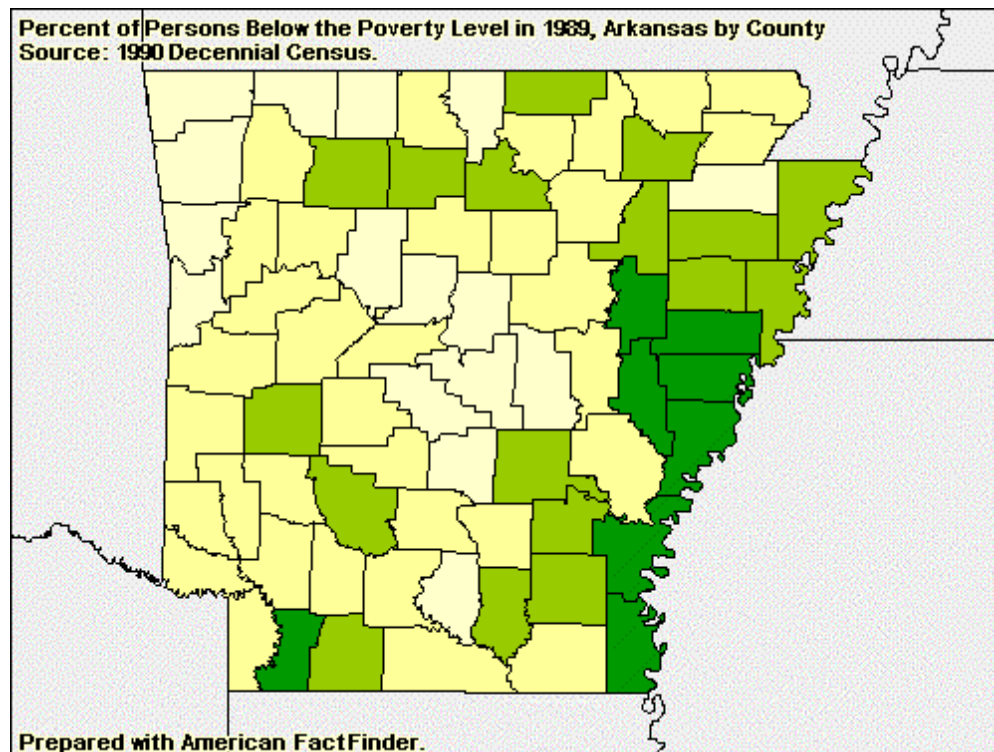 Percent of Persons Below the Poverty Level in 1989, Arkansas by County
Source: 1990 Decennial Census.
Prepared with American FactFinder.